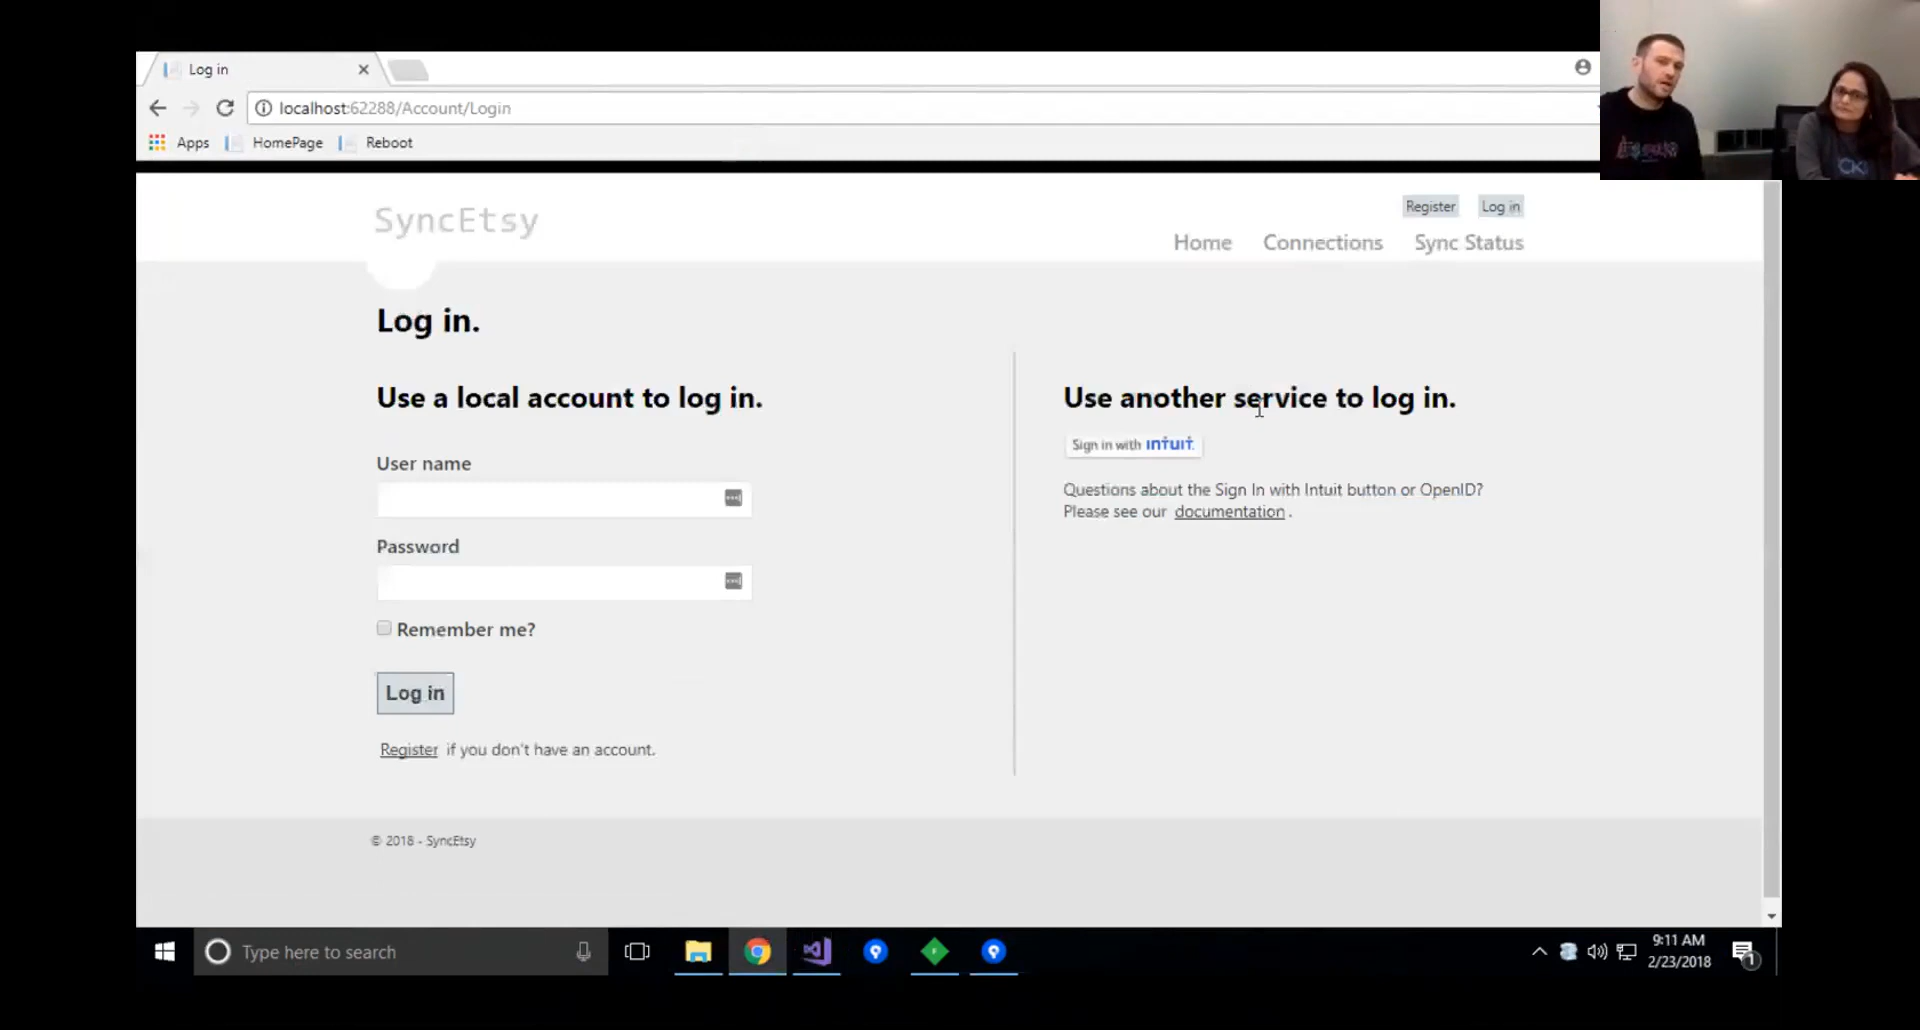 Log in
localhost:62288/Account/Login
Apps HomePage Reboot
SyncEtsy
Register Log in
Home Connections Sync Status
Log in.
Use a local account to log in.
User name
Password
Remember me?
Log in
Register if you don't have an account.
Use another service to log in.
Sign in with intuit.
Questions about the Sign In with Intuit button or OpenID?
Please see our documentation .
© 2018 - SyncEtsy
Type here to search
9:11 AM
2/23/2018
1